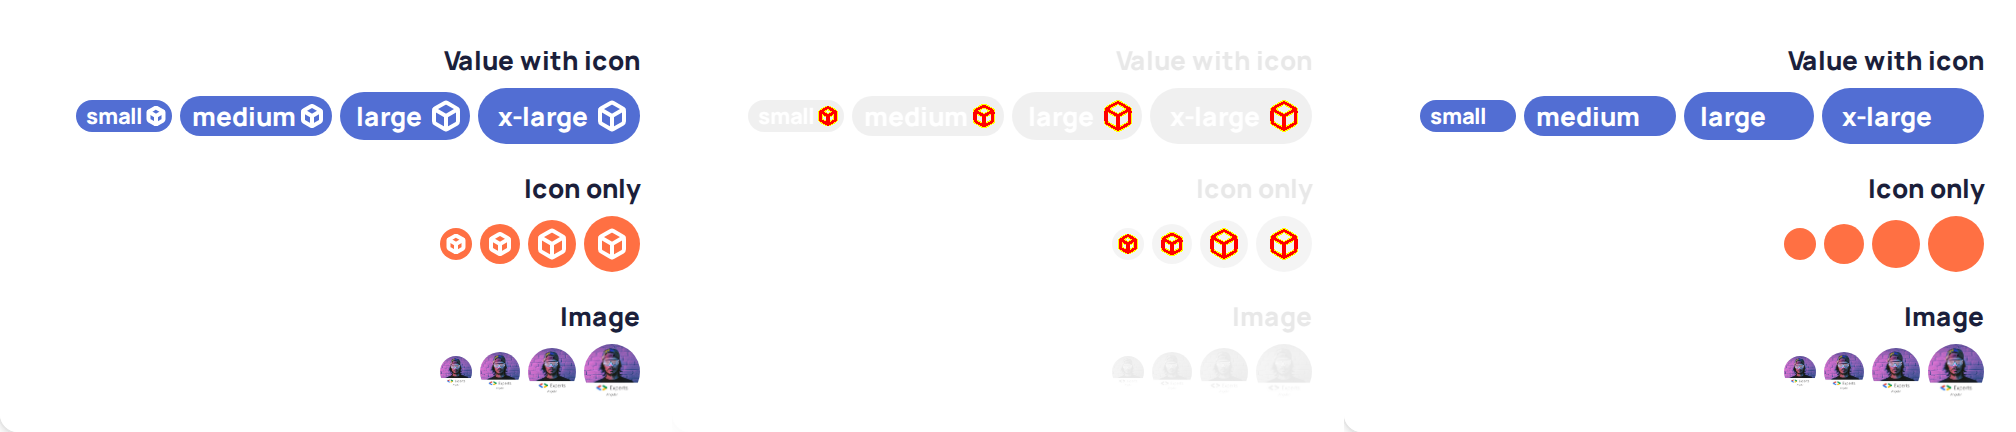 Value with icon
small medium large x-large
Icon only
Image
Value with icon
small medium large x-large
Icon only
Image
Value with icon
small medium large x-large
Icon only
Image